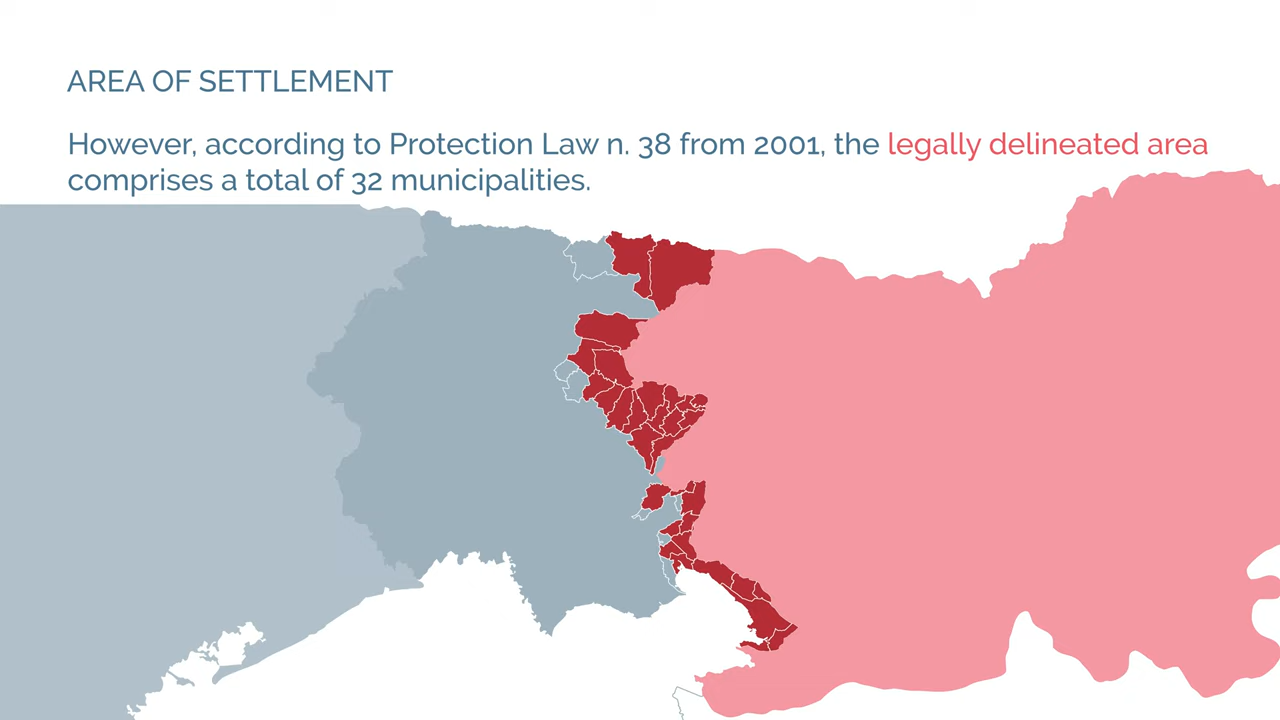 AREA OF SETTLEMENT
However, according to Protection Law n. 38 from 2001, the legally delineated area
comprises a total of 32 municipalities.